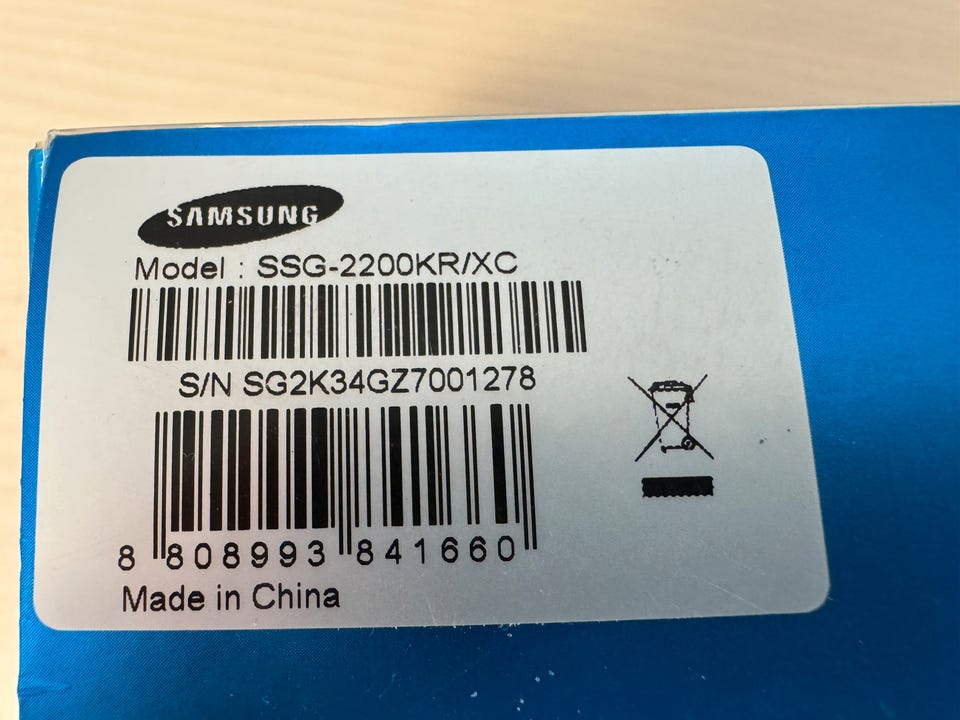 SAMSUNG
Model : SSG-2200KR/XC
S/N SG2K34GZ7001278
8 808993 841660
Made in China